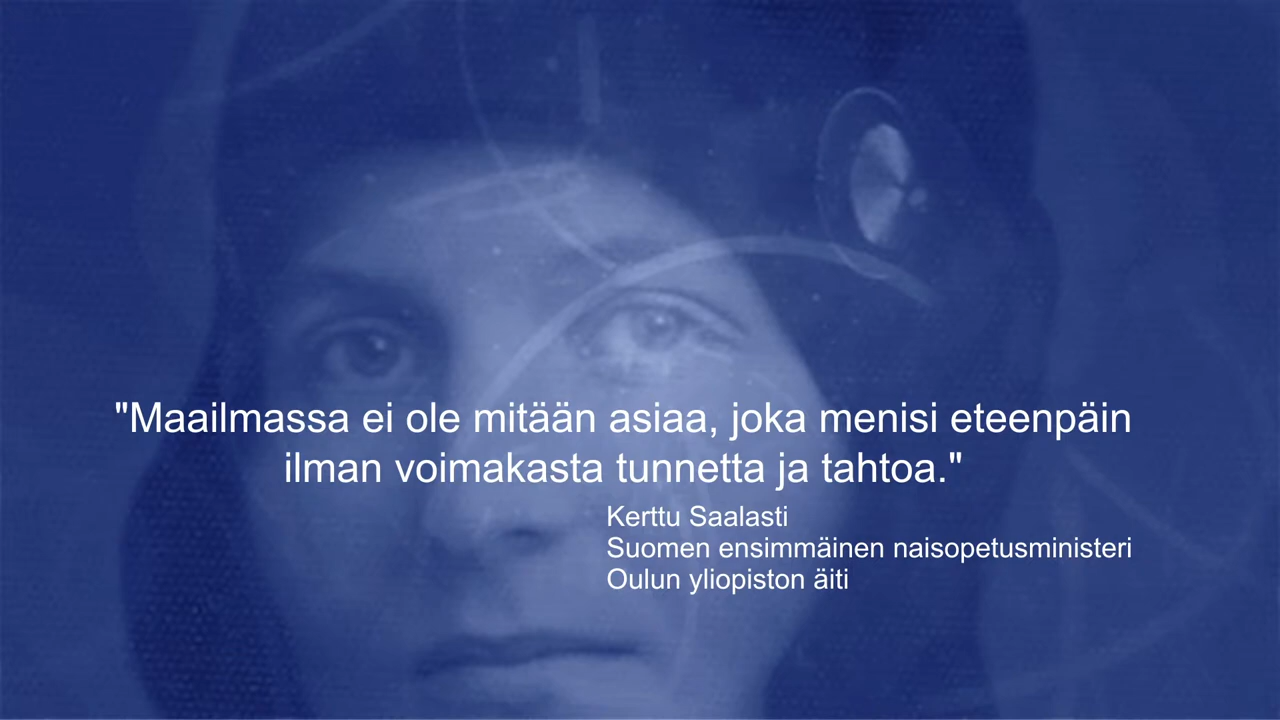 "Maailmassa ei ole mitään asiaa, joka menisi eteenpäin
ilman voimakasta tunnetta ja tahtoa."
Kerttu Saalasti
Suomen ensimmäinen naisopetusministeri
Oulun yliopiston äiti